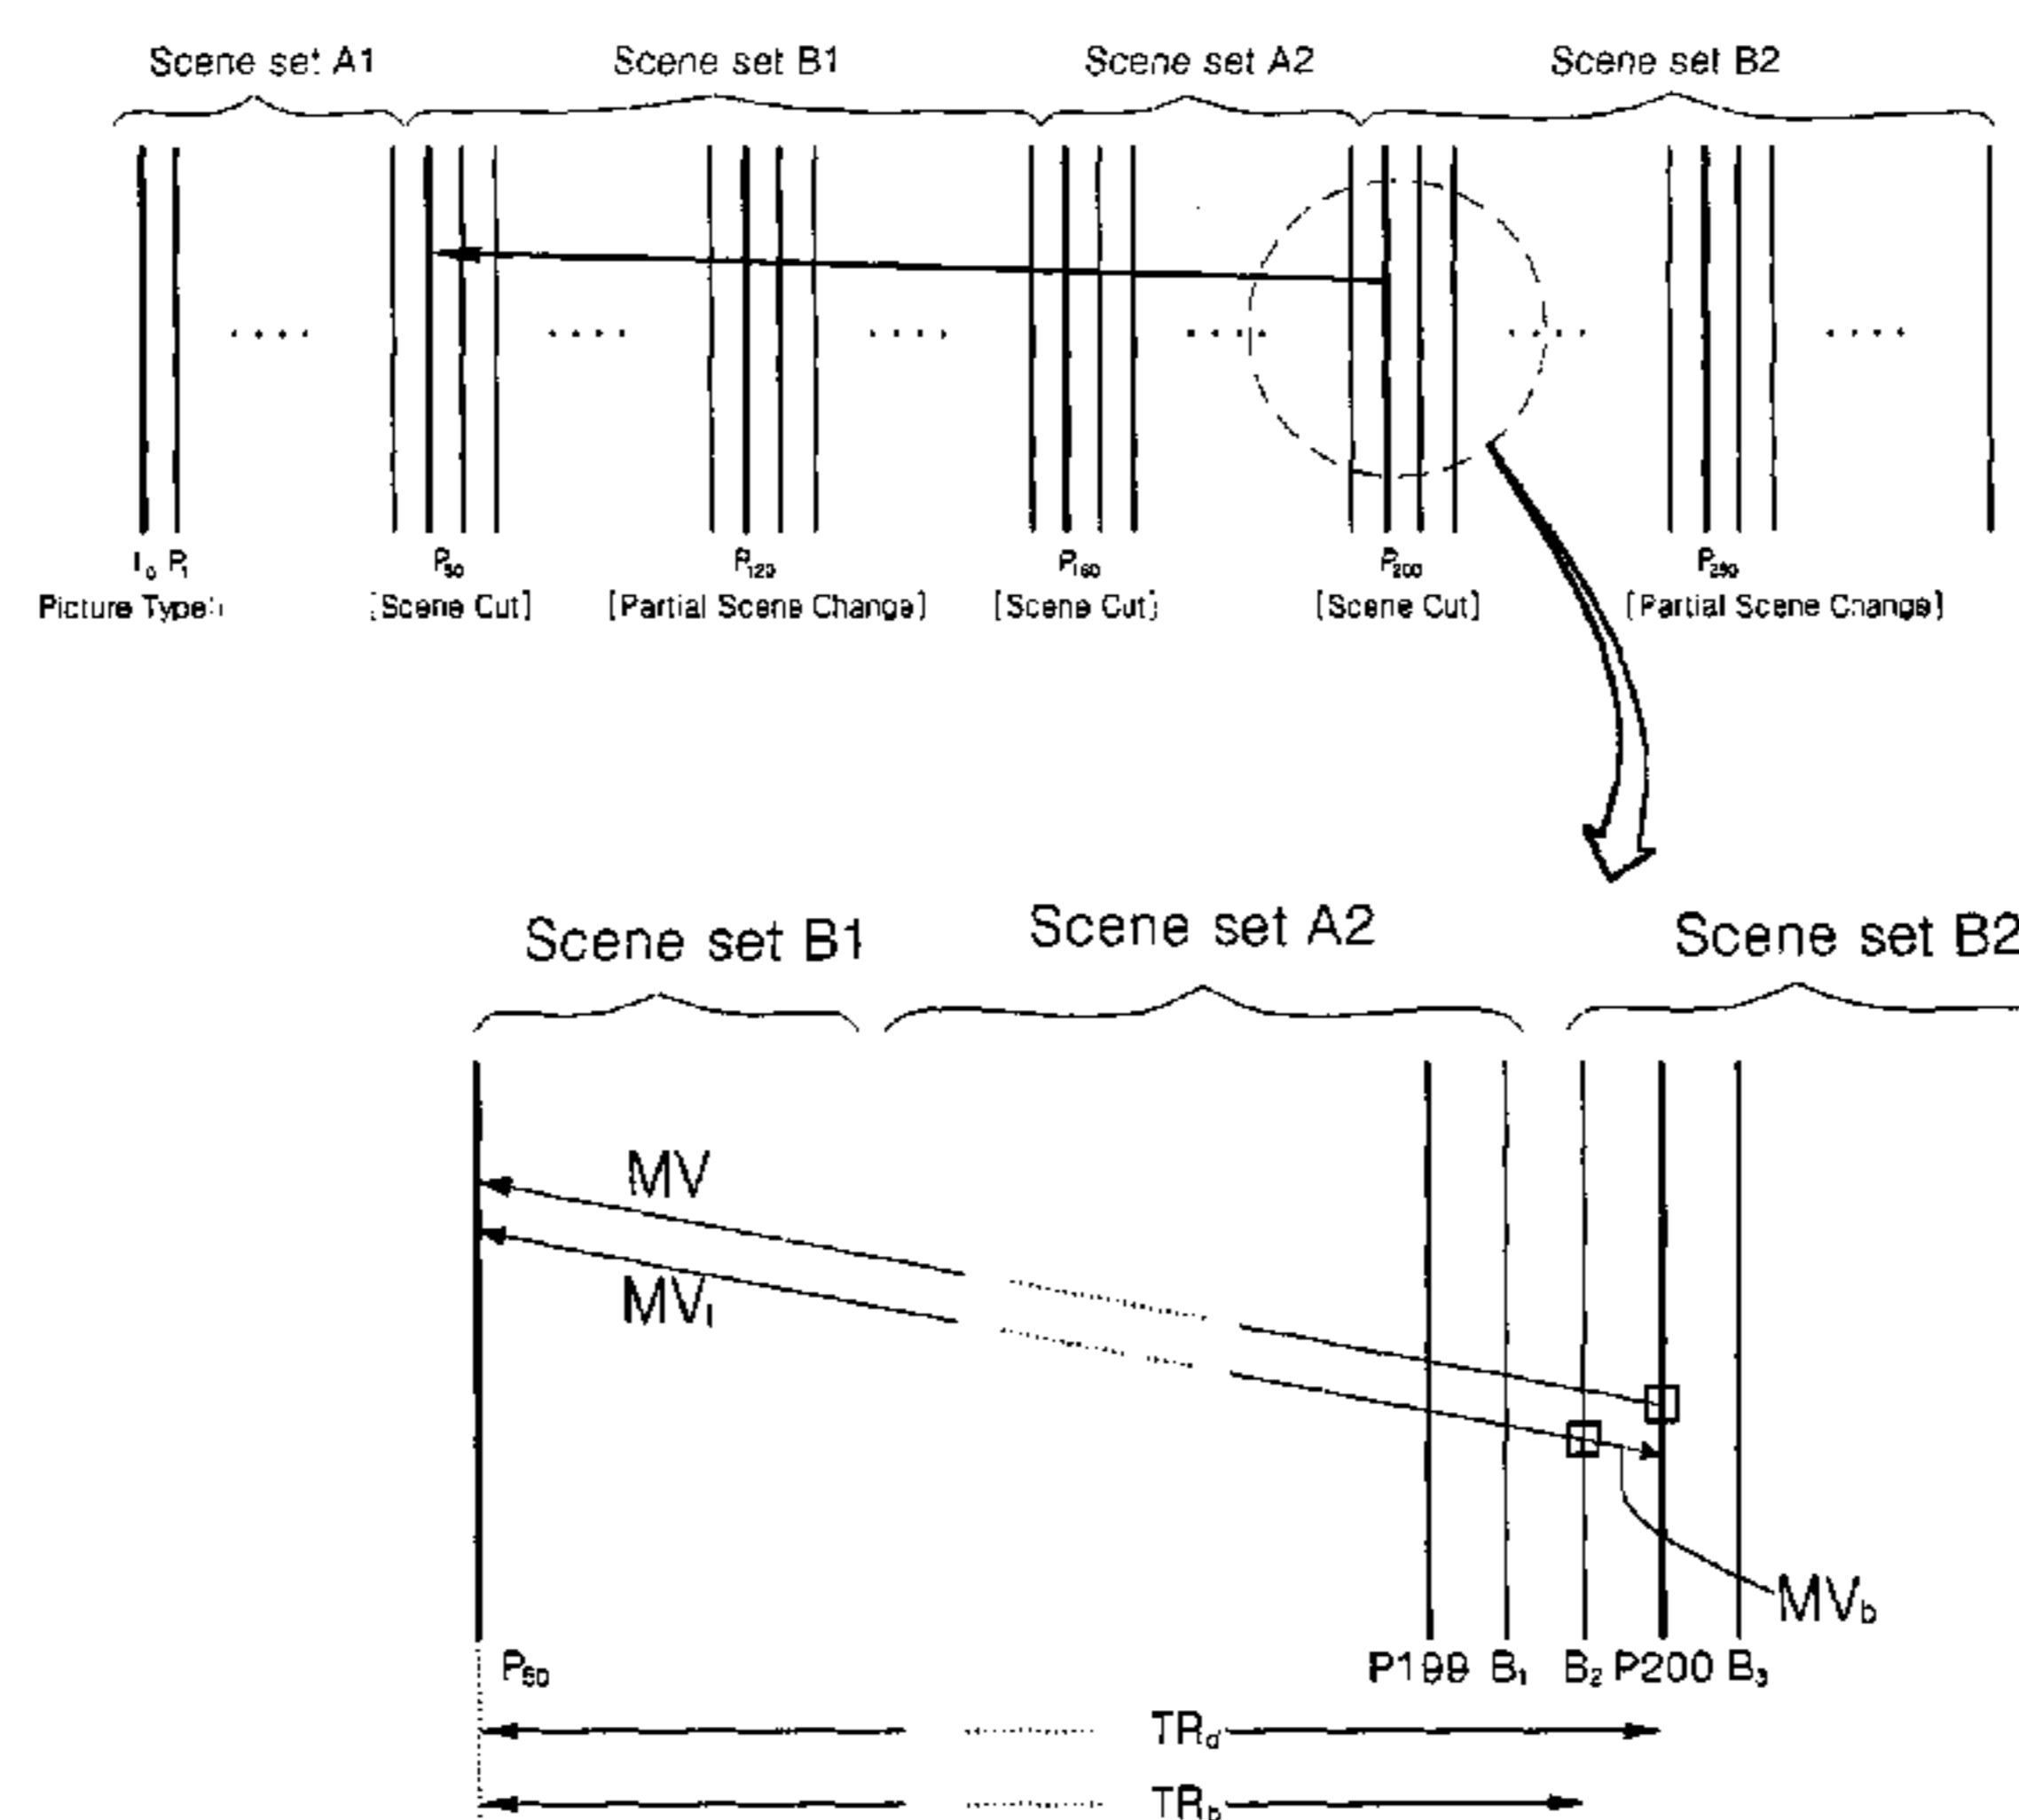 Scene set A1 Scene set B1 Scene set A2 Scene set B2
I₀ P₁ P₅₀ P₁₂₀ P₁₆₀ P₂₀₀ P₂₅₀
Picture Type: [Scene Cut] [Partial Scene Change] [Scene Cut] [Scene Cut] [Partial Scene Change]
Scene set B1 Scene set A2 Scene set B2
MV
MVf
MVb
P₅₀ P199 B₁ B₂ P200 B₃
TRd
TRb